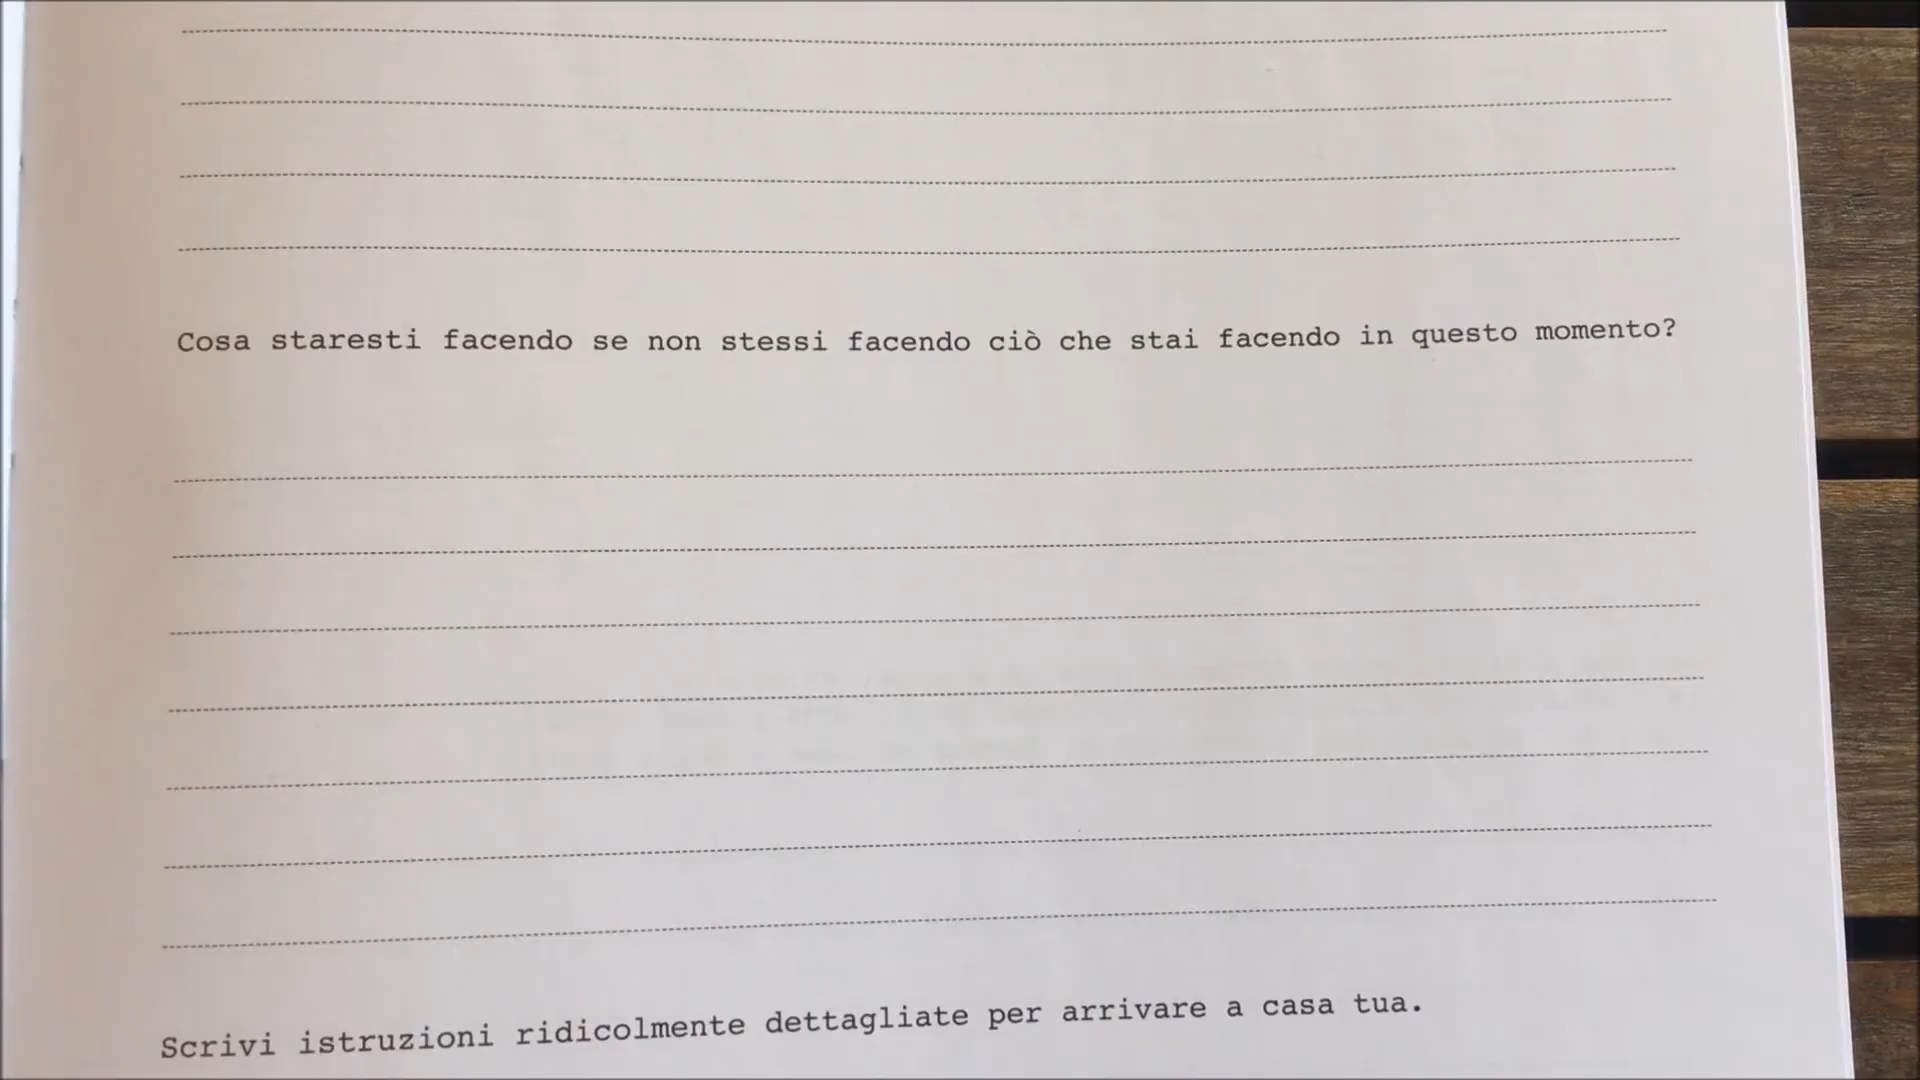 Cosa staresti facendo se non stessi facendo ciò che stai facendo in questo momento?
Scrivi istruzioni ridicolmente dettagliate per arrivare a casa tua.